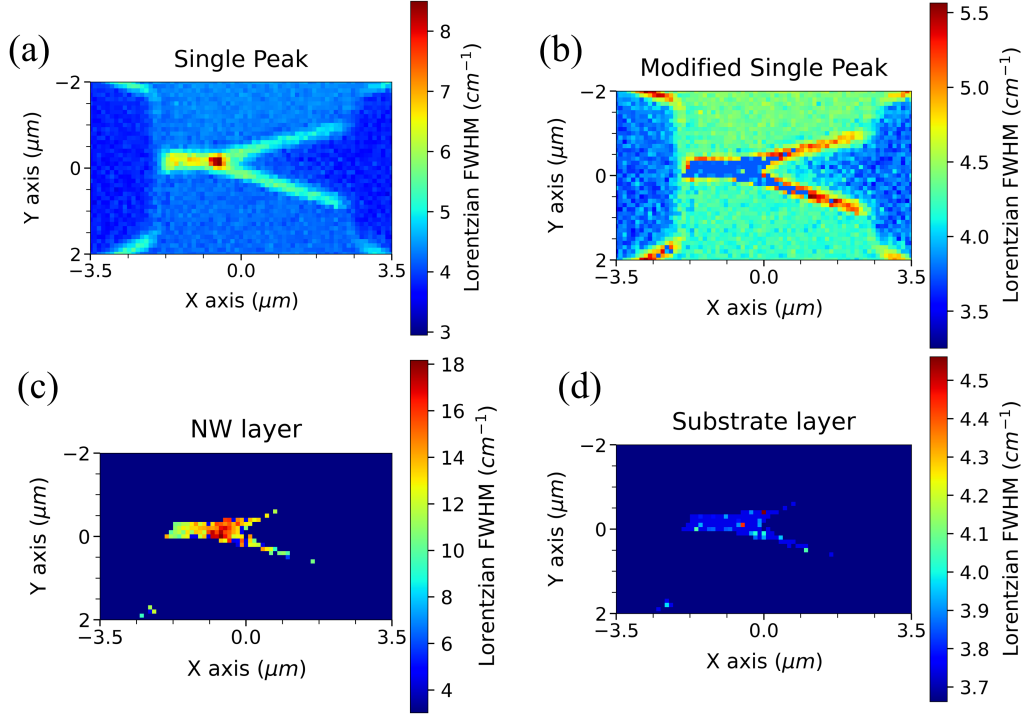 (a)
Single Peak
−2
0
2
Y axis (μm)
−3.5
0.0
3.5
X axis (μm)
8
7
6
5
4
3
Lorentzian FWHM (cm⁻¹)
(b)
Modified Single Peak
−2
0
2
Y axis (μm)
−3.5
0.0
3.5
X axis (μm)
5.5
5.0
4.5
4.0
3.5
Lorentzian FWHM (cm⁻¹)
(c)
NW layer
−2
0
2
Y axis (μm)
−3.5
0.0
3.5
X axis (μm)
18
16
14
12
10
8
6
4
Lorentzian FWHM (cm⁻¹)
(d)
Substrate layer
−2
0
2
Y axis (μm)
−3.5
0.0
3.5
X axis (μm)
4.5
4.4
4.3
4.2
4.1
4.0
3.9
3.8
3.7
Lorentzian FWHM (cm⁻¹)